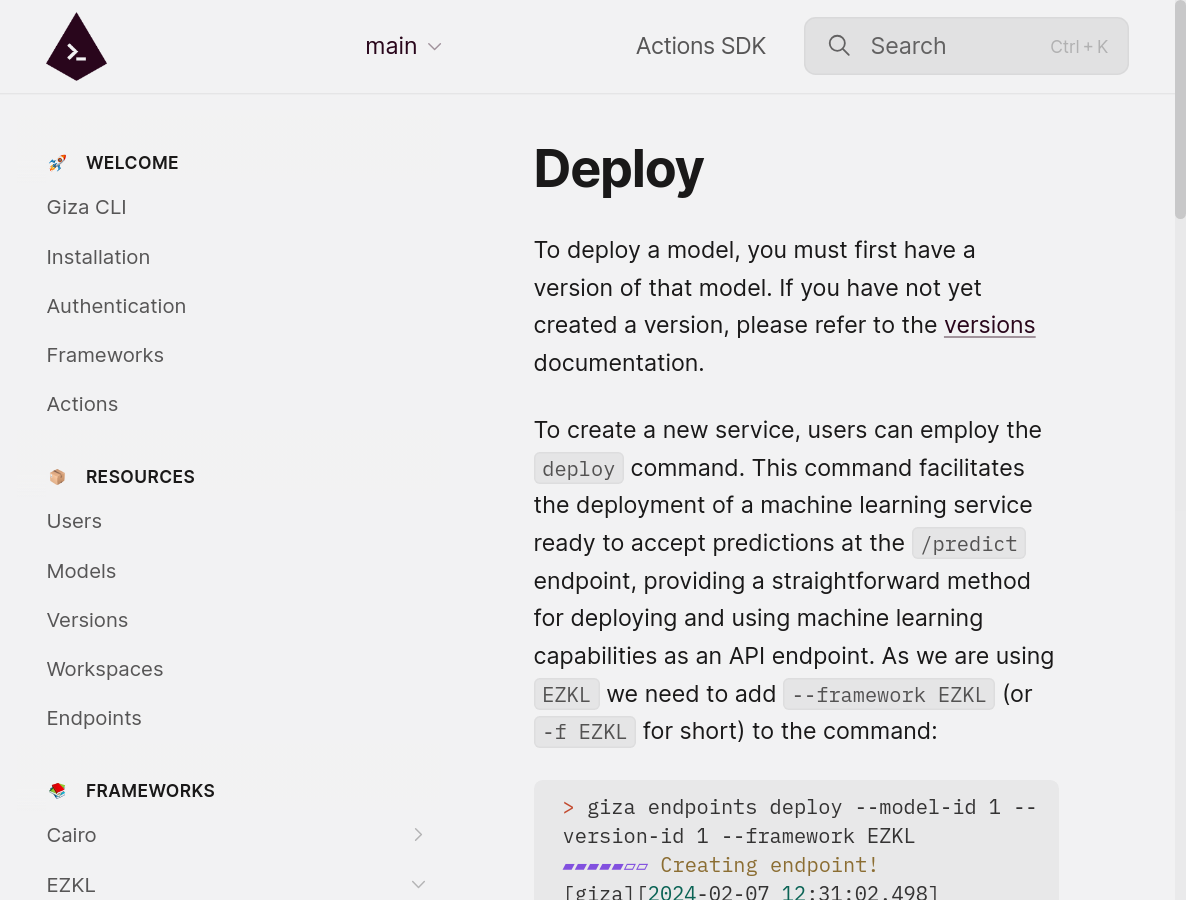 main
Actions SDK
Search
Ctrl + K
WELCOME
Giza CLI
Installation
Authentication
Frameworks
Actions
RESOURCES
Users
Models
Versions
Workspaces
Endpoints
FRAMEWORKS
Cairo
EZKL
Deploy
To deploy a model, you must first have a
version of that model. If you have not yet
created a version, please refer to the versions
documentation.
To create a new service, users can employ the
deploy command. This command facilitates
the deployment of a machine learning service
ready to accept predictions at the /predict
endpoint, providing a straightforward method
for deploying and using machine learning
capabilities as an API endpoint. As we are using
EZKL we need to add --framework EZKL (or
-f EZKL for short) to the command:
> giza endpoints deploy --model-id 1 --
version-id 1 --framework EZKL
▰▰▰▰▰▱▱ Creating endpoint!
[giza][2024-02-07 12:31:02.498]